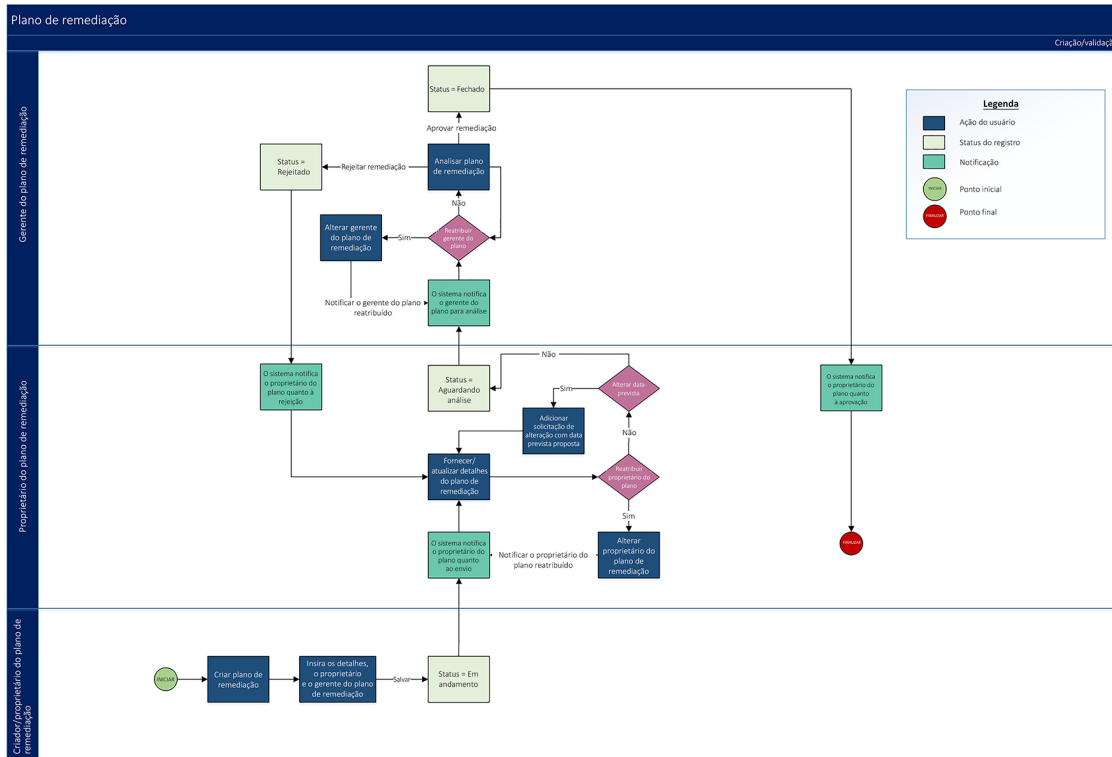 Plano de remediação
Criação/validaçã
Gerente do plano de remediação
Status = Fechado
Aprovar remediação
Status =
Rejeitado
Rejeitar remediação
Analisar plano
de remediação
Não
Alterar gerente
do plano de
remediação
Sim
Reatribuir
gerente do
plano
Notificar o gerente do plano
reatribuído
O sistema notifica
o gerente do
plano para análise
Legenda
Ação do usuário
Status do registro
Notificação
INICIAR
Ponto inicial
FINALIZAR
Ponto final
Proprietário do plano de remediação
O sistema notifica
o proprietário do
plano quanto à
rejeição
Status =
Aguardando
análise
Não
Alterar data
prevista
Sim
Adicionar
solicitação de
alteração com data
prevista proposta
Não
O sistema notifica
o proprietário do
plano quanto
à aprovação
Fornecer/
atualizar detalhes
do plano de
remediação
Reatribuir
proprietário do
plano
Sim
O sistema notifica
o proprietário do
plano quanto
ao envio
Notificar o proprietário do
plano reatribuído
Alterar
proprietário do
plano de
remediação
FINALIZAR
Criador/proprietário do plano de
remediação
INICIAR
Criar plano de
remediação
Insira os detalhes,
o proprietário
e o gerente do plano
de remediação
Salvar
Status = Em
andamento